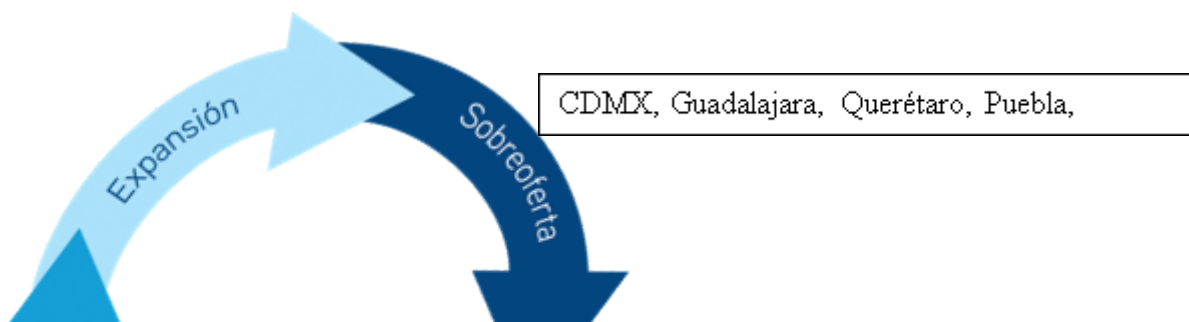 Expansión
Sobreoferta
CDMX, Guadalajara, Querétaro, Puebla,